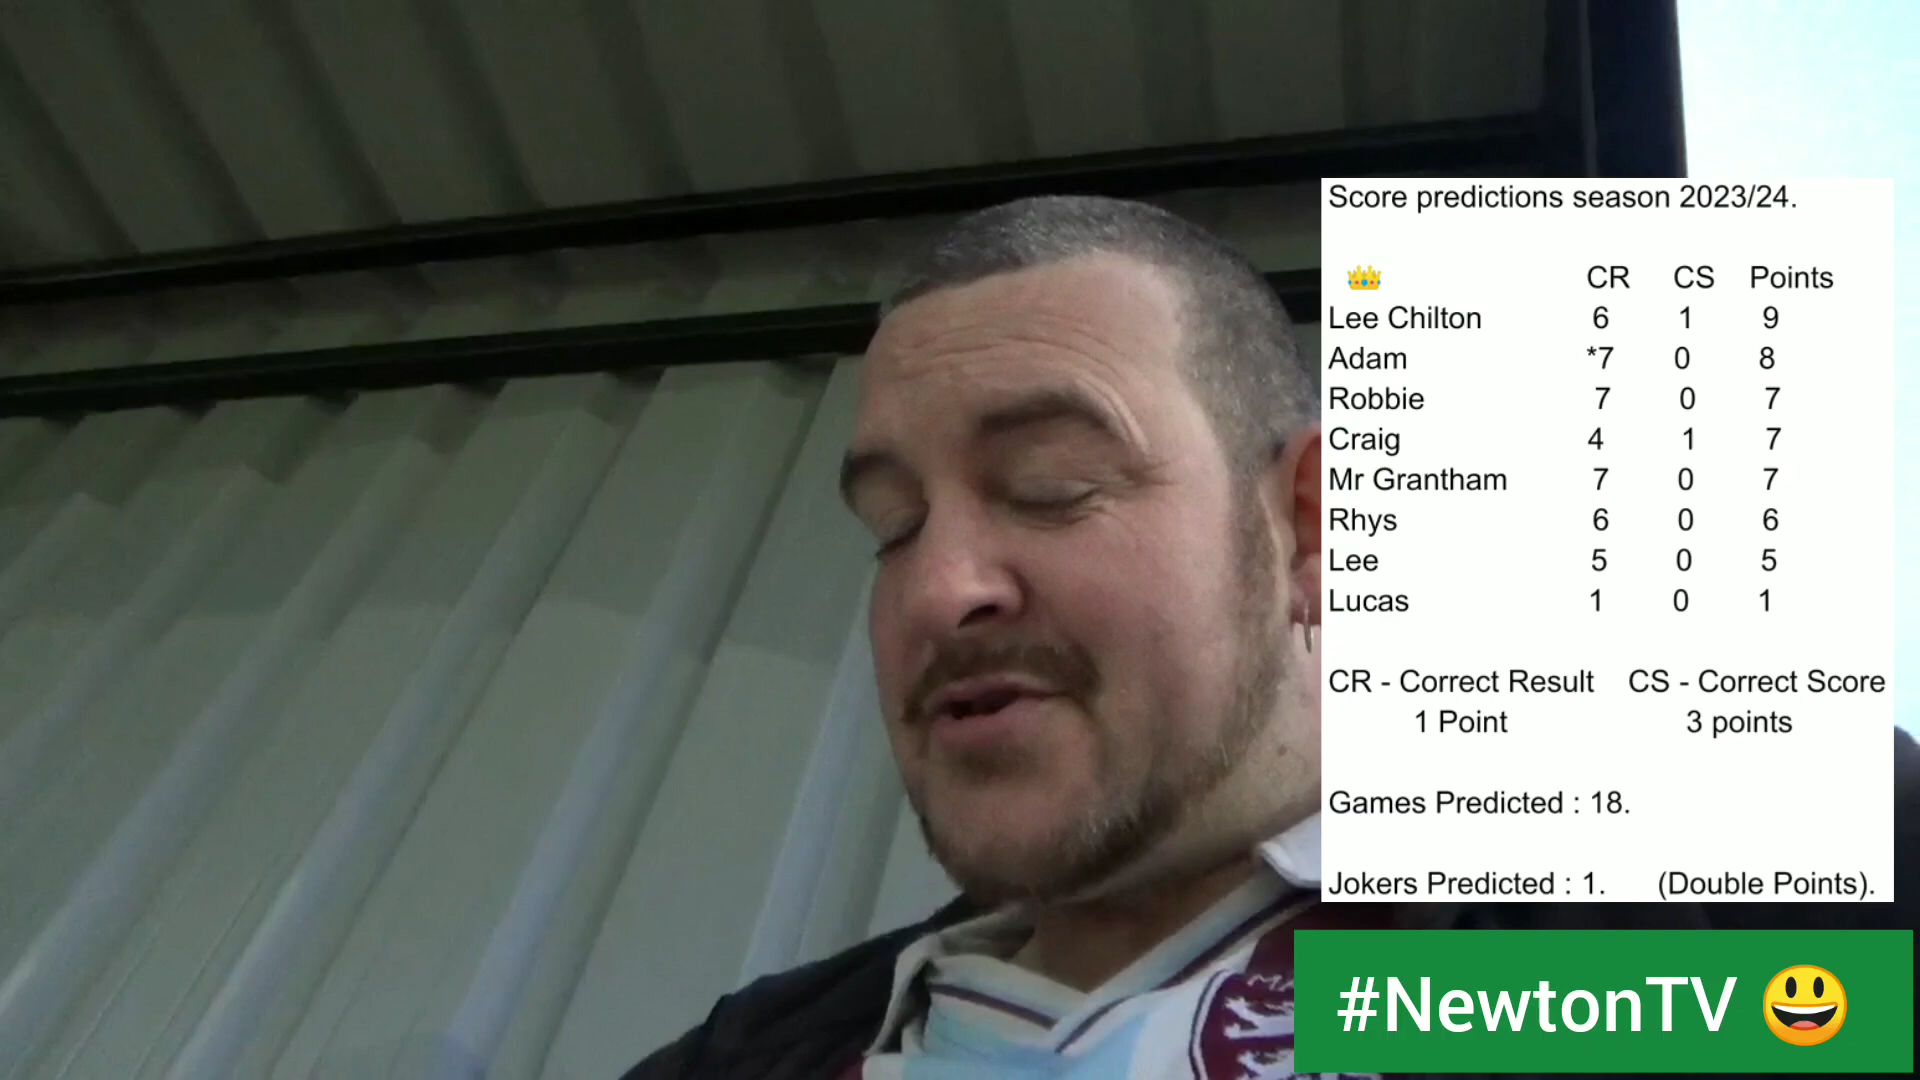 Score predictions season 2023/24.
👑 CR CS Points
Lee Chilton 6 1 9
Adam *7 0 8
Robbie 7 0 7
Craig 4 1 7
Mr Grantham 7 0 7
Rhys 6 0 6
Lee 5 0 5
Lucas 1 0 1
CR - Correct Result CS - Correct Score
1 Point 3 points
Games Predicted : 18.
Jokers Predicted : 1. (Double Points).
#NewtonTV 😃